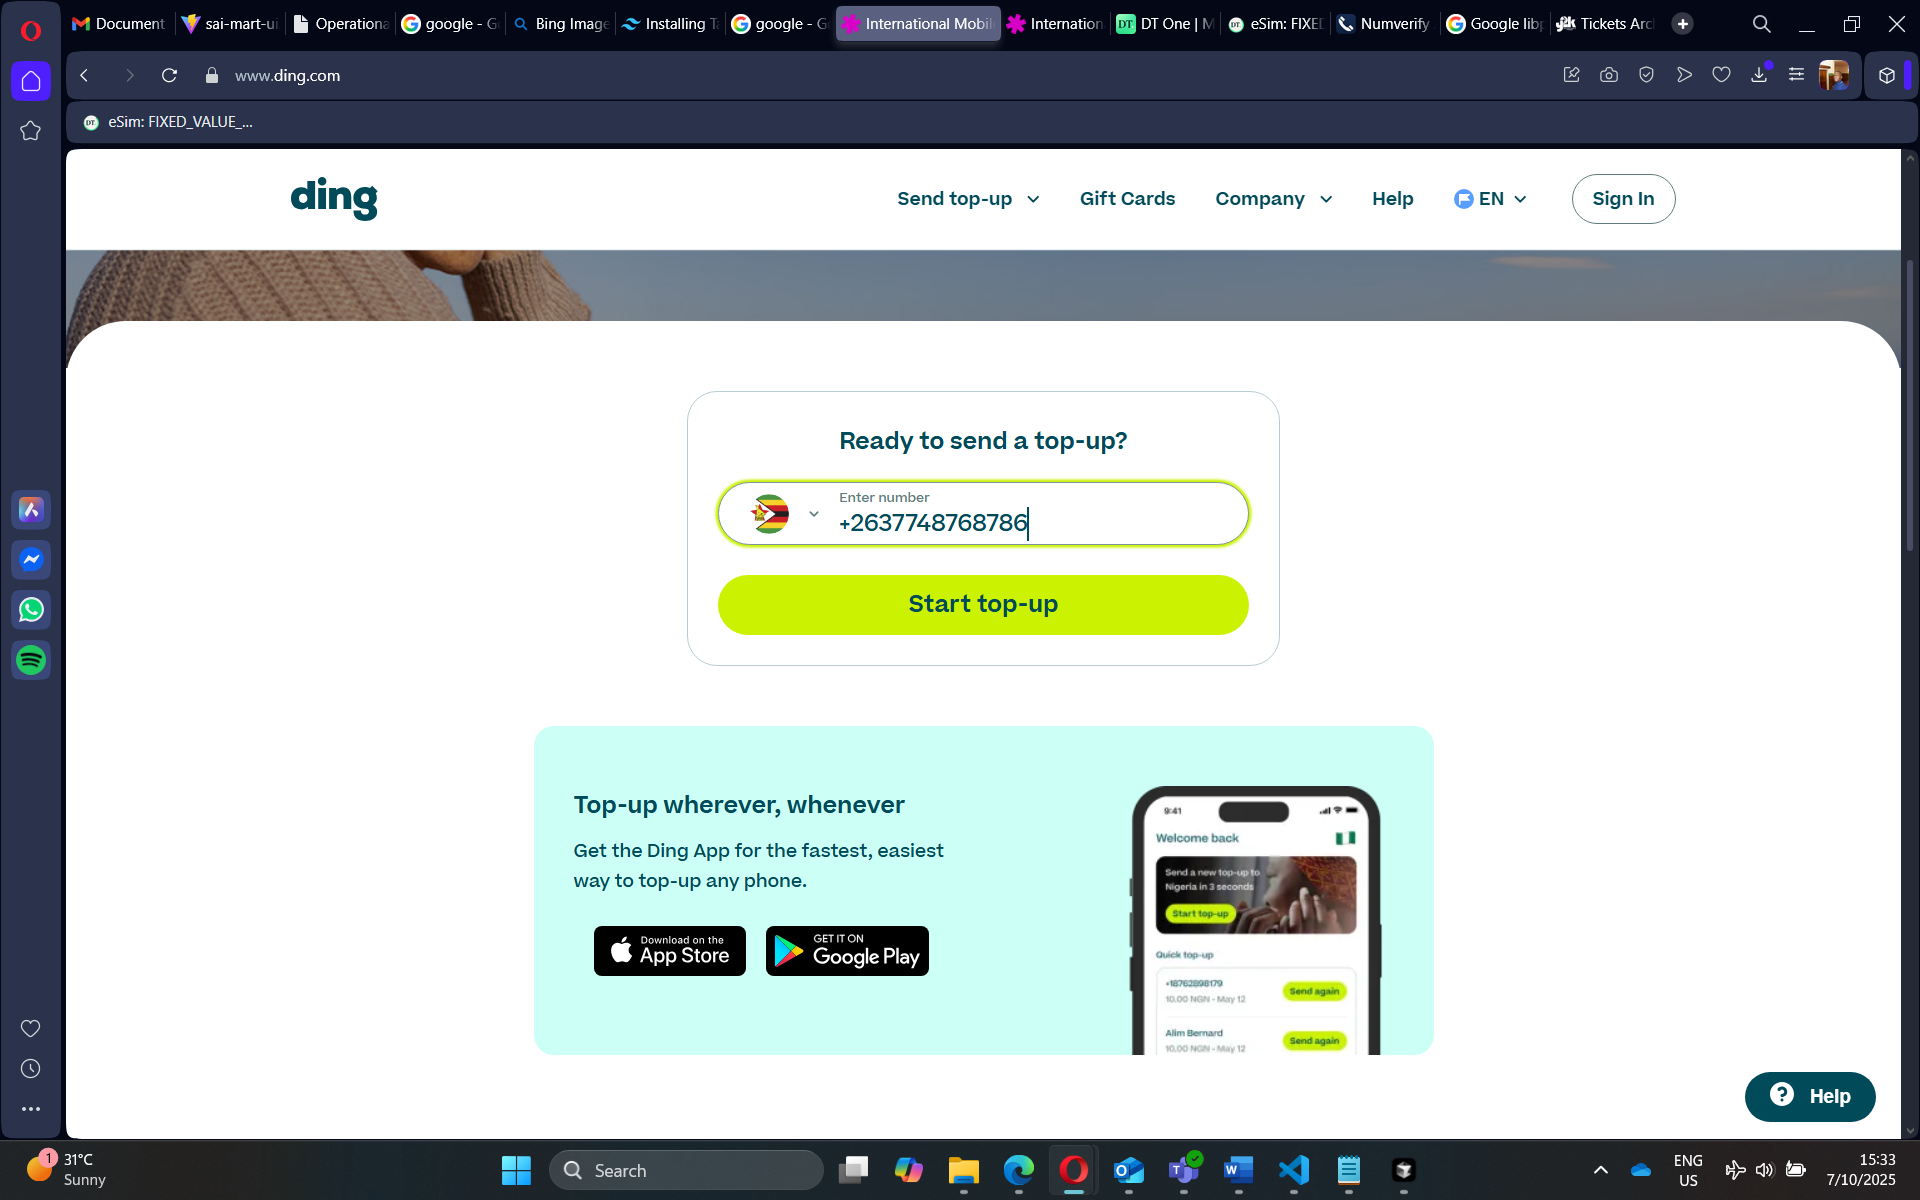 Document
sai-mart-ui
Operationa
google - G
Bing Image
Installing Ta
google - G
International Mobil
Internation
DT One | M
eSim: FIXED
Numverify
Google lib
Tickets Arc
www.ding.com
eSim: FIXED_VALUE_...
ding
Send top-up
Gift Cards
Company
Help
EN
Sign In
Ready to send a top-up?
Enter number
+2637748768786
Start top-up
Top-up wherever, whenever
Get the Ding App for the fastest, easiest
way to top-up any phone.
Download on the
App Store
GET IT ON
Google Play
9:41
Welcome back
Send a new top-up to
Nigeria in 3 seconds
Start top-up
Quick top-up
+18762898179
10.00 NGN - May 12
Send again
Alim Bernard
10.00 NGN - May 12
Send again
Help
1
31°C
Sunny
Search
ENG
US
15:33
7/10/2025